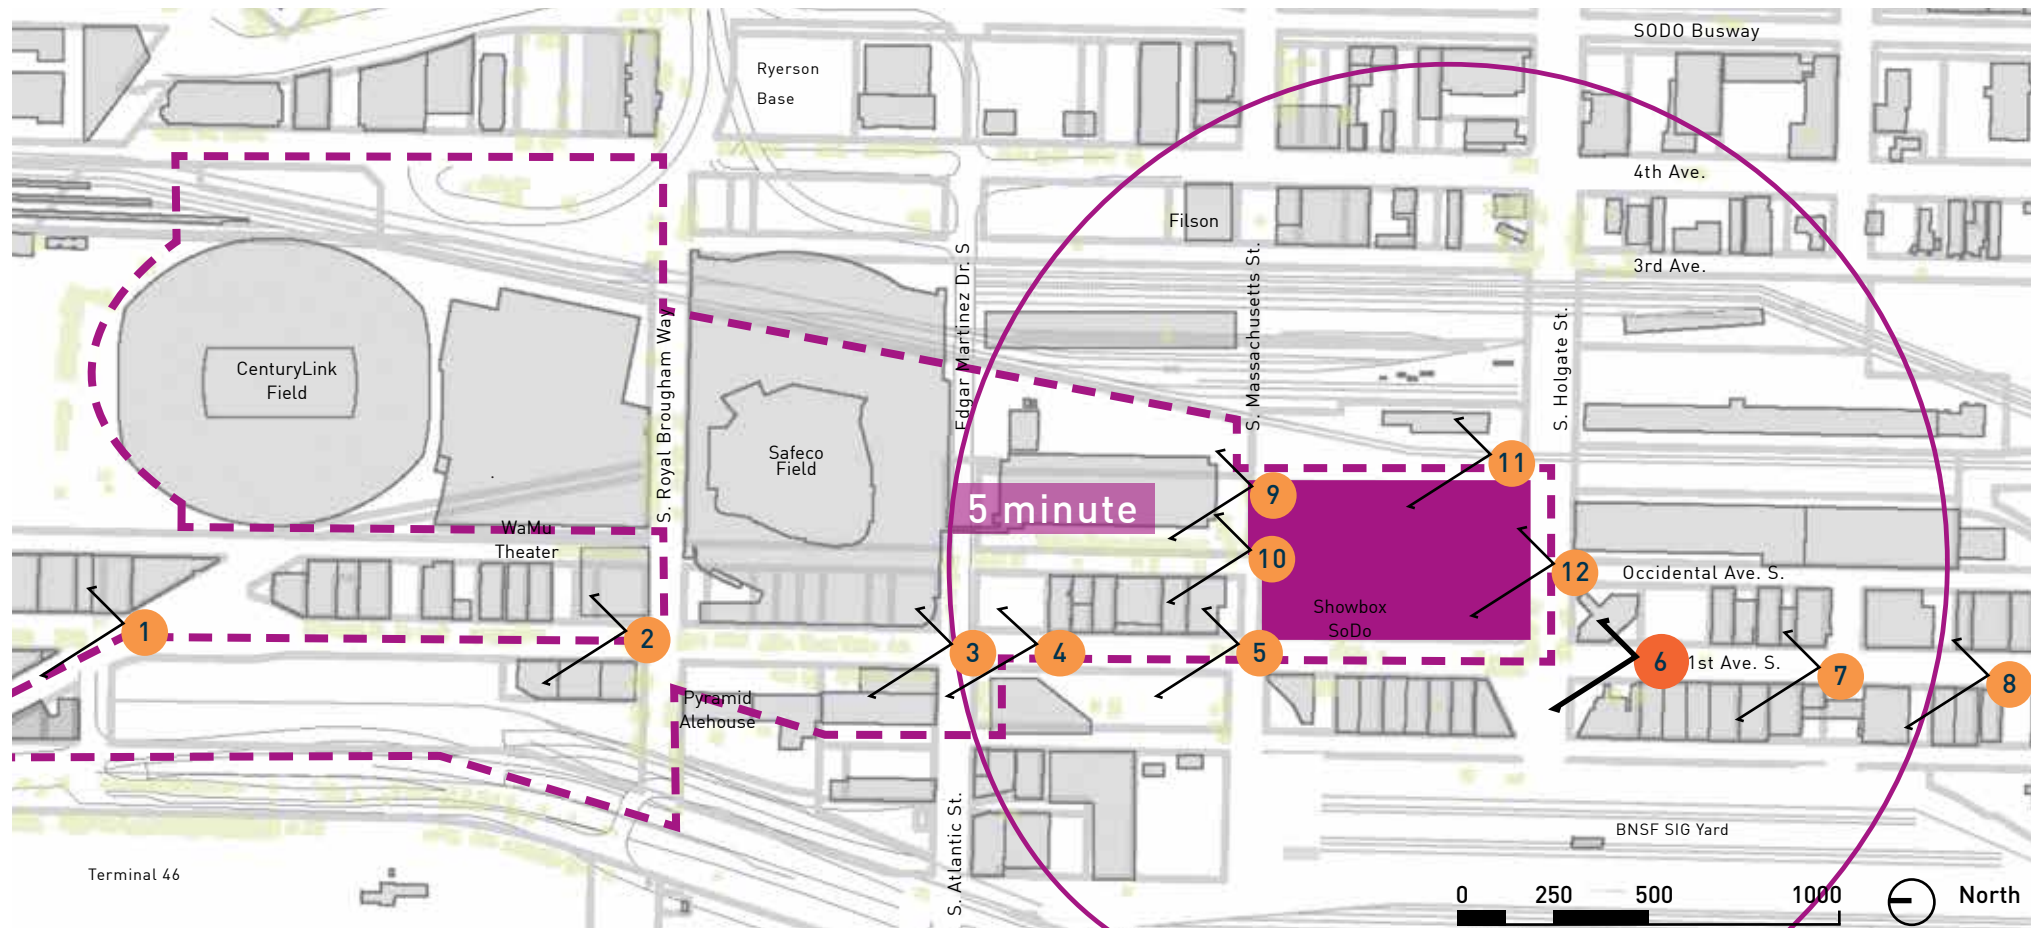 SODO Busway
Ryerson
Base
4th Ave.
Filson
3rd Ave.
Edgar Martinez Dr. S
S. Massachusetts St.
S. Royal Brougham Way
S. Holgate St.
CenturyLink
Field
Safeco
Field
11
9
5 minute
WaMu
Theater
10
12
Occidental Ave. S.
Showbox
SoDo
1
2
3
4
5
6
1st Ave. S.
7
8
Pyramid
Alehouse
S. Atlantic St.
BNSF SIG Yard
Terminal 46
0 250 500 1000
North